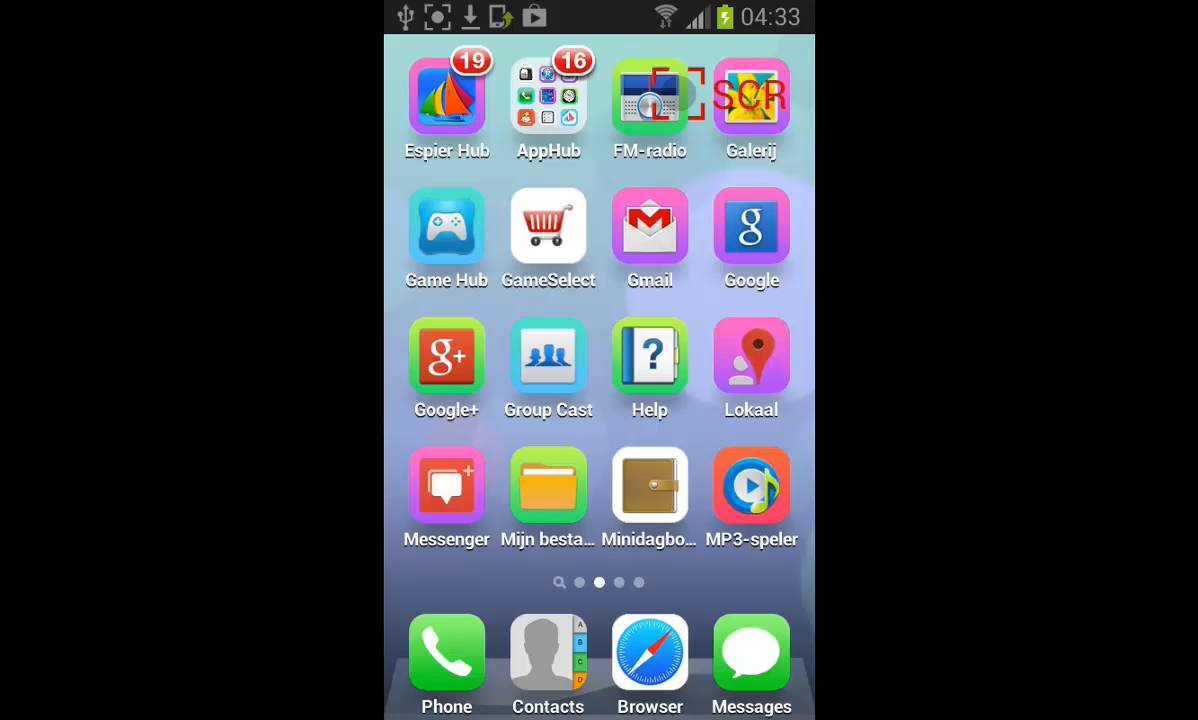 04:33
19
16
SCR
Espier Hub
AppHub
FM-radio
Galerij
g
Game Hub
GameSelect
Gmail
Google
g+
?
Google+
Group Cast
Help
Lokaal
Messenger
Mijn besta...
Minidagbo...
MP3-speler
A
B
C
D
Phone
Contacts
Browser
Messages